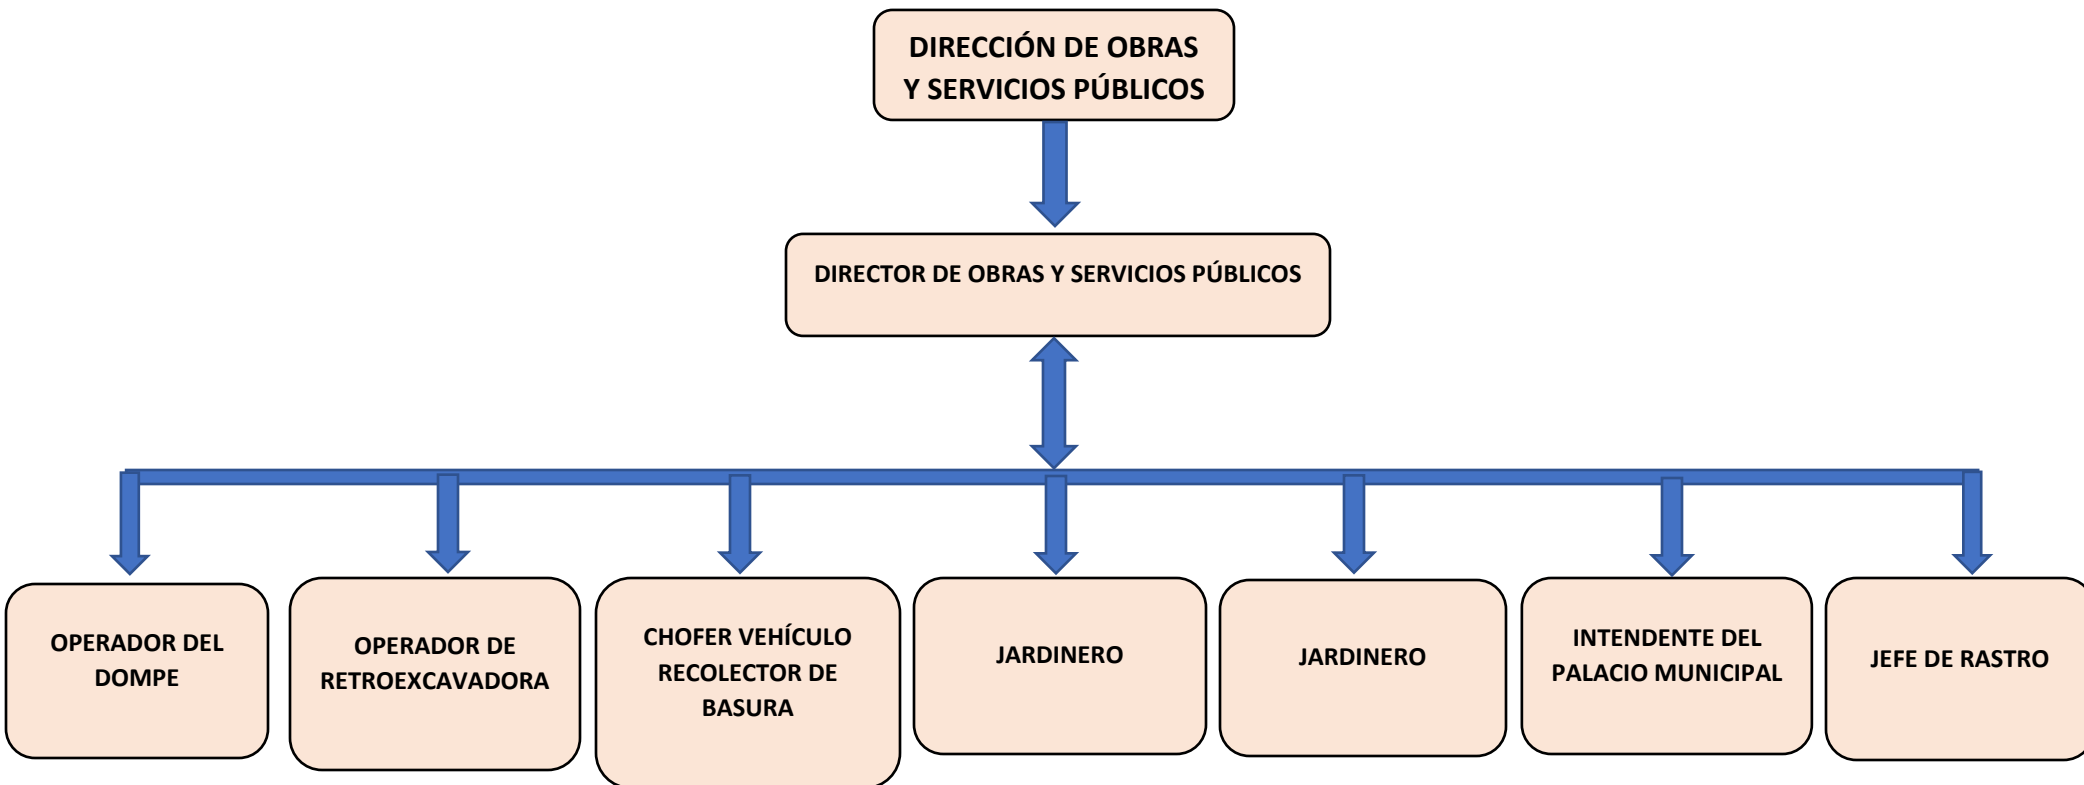 DIRECCIÓN DE OBRAS
Y SERVICIOS PÚBLICOS
DIRECTOR DE OBRAS Y SERVICIOS PÚBLICOS
OPERADOR DEL
DOMPE
OPERADOR DE
RETROEXCAVADORA
CHOFER VEHÍCULO
RECOLECTOR DE
BASURA
JARDINERO
JARDINERO
INTENDENTE DEL
PALACIO MUNICIPAL
JEFE DE RASTRO